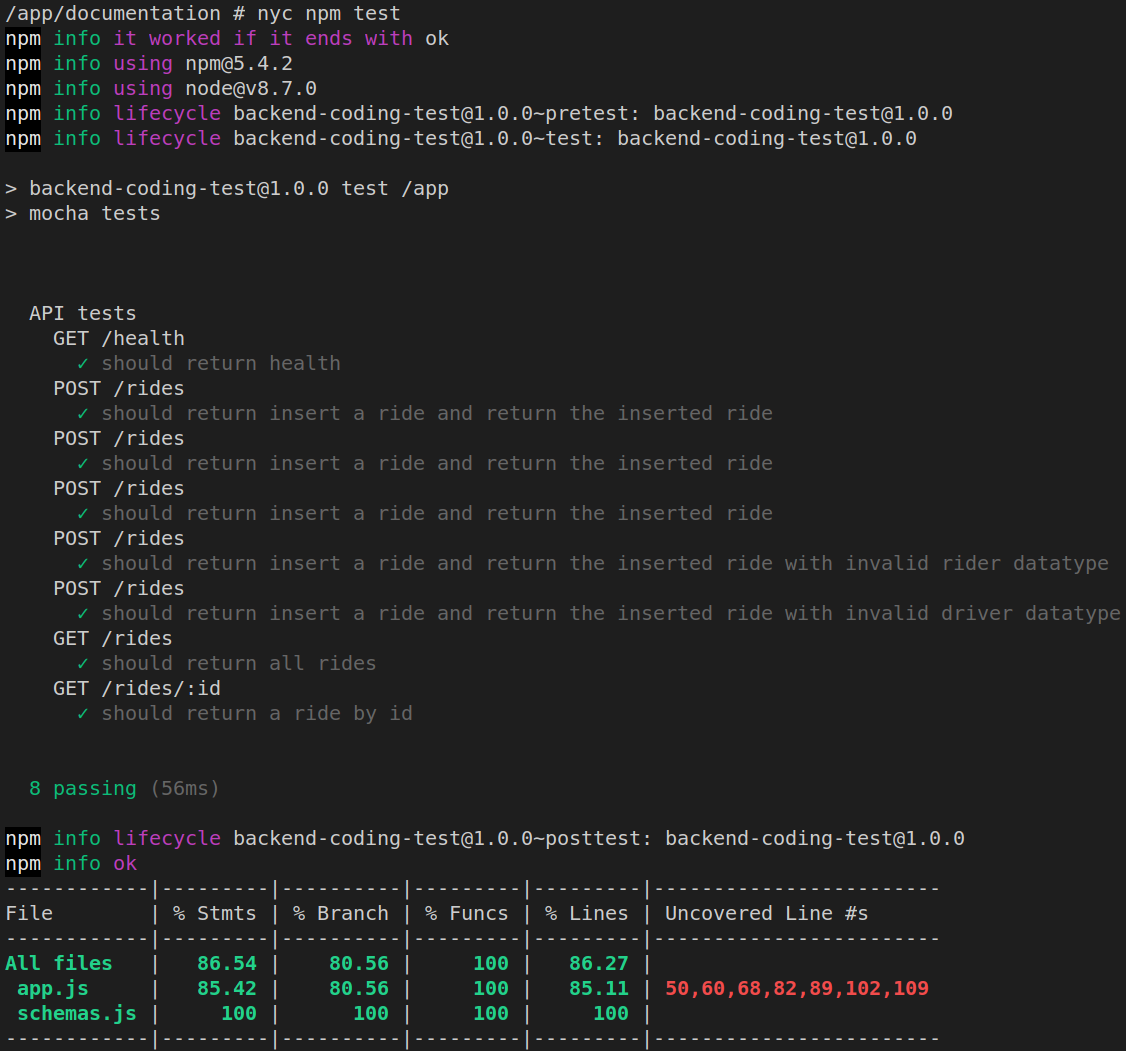 /app/documentation # nyc npm test
npm info it worked if it ends with ok
npm info using npm@5.4.2
npm info using node@v8.7.0
npm info lifecycle backend-coding-test@1.0.0~pretest: backend-coding-test@1.0.0
npm info lifecycle backend-coding-test@1.0.0~test: backend-coding-test@1.0.0

> backend-coding-test@1.0.0 test /app
> mocha tests

  API tests
    GET /health
      ✓ should return health
    POST /rides
      ✓ should return insert a ride and return the inserted ride
    POST /rides
      ✓ should return insert a ride and return the inserted ride
    POST /rides
      ✓ should return insert a ride and return the inserted ride
    POST /rides
      ✓ should return insert a ride and return the inserted ride with invalid rider datatype
    POST /rides
      ✓ should return insert a ride and return the inserted ride with invalid driver datatype
    GET /rides
      ✓ should return all rides
    GET /rides/:id
      ✓ should return a ride by id

  8 passing (56ms)

npm info lifecycle backend-coding-test@1.0.0~posttest: backend-coding-test@1.0.0
npm info ok
------------|---------|----------|---------|---------|------------------------
File        | % Stmts | % Branch | % Funcs | % Lines | Uncovered Line #s
------------|---------|----------|---------|---------|------------------------
All files   |   86.54 |    80.56 |     100 |   86.27 |
 app.js     |   85.42 |    80.56 |     100 |   85.11 | 50,60,68,82,89,102,109
 schemas.js |     100 |      100 |     100 |     100 |
------------|---------|----------|---------|---------|------------------------